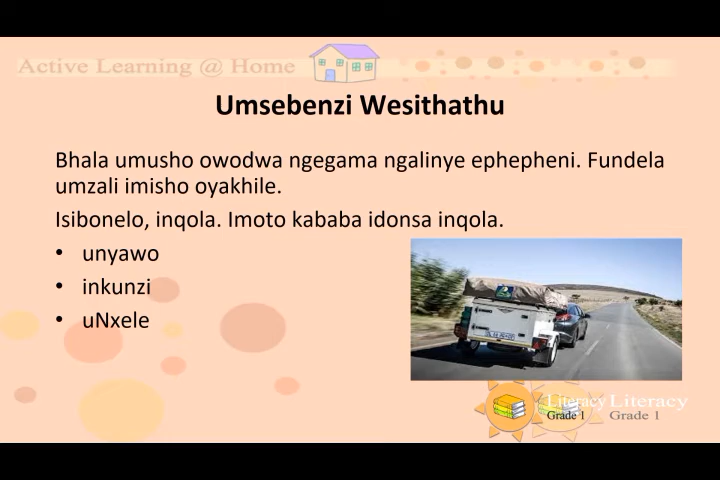 Active Learning @ Home
Umsebenzi Wesithathu
Bhala umusho owodwa ngegama ngalinye ephepheni. Fundela
umzali imisho oyakhile.
Isibonelo, inqola. Imoto kababa idonsa inqola.
• unyawo
• inkunzi
• uNxele
Literacy Literacy
Grade 1 Grade 1